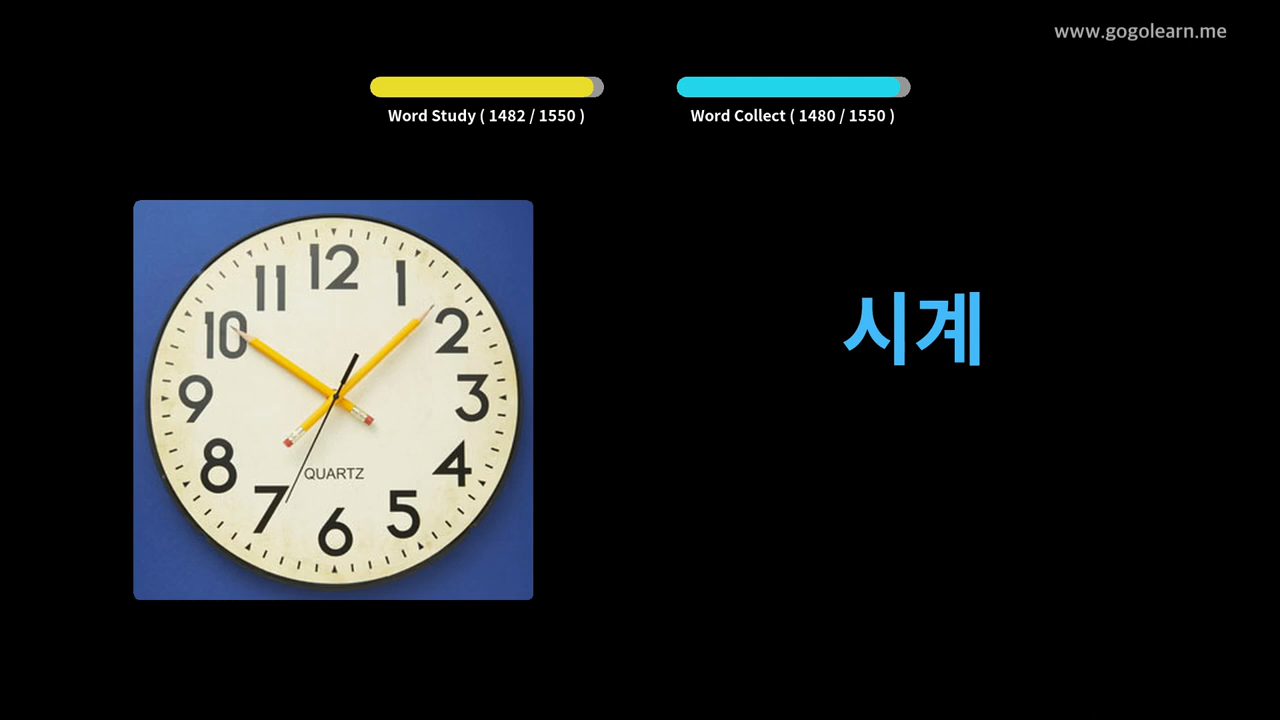 www.gogolearn.me
Word Study ( 1482 / 1550 )
Word Collect ( 1480 / 1550 )
12
1
2
3
4
5
6
7
8
9
10
11
QUARTZ
시계